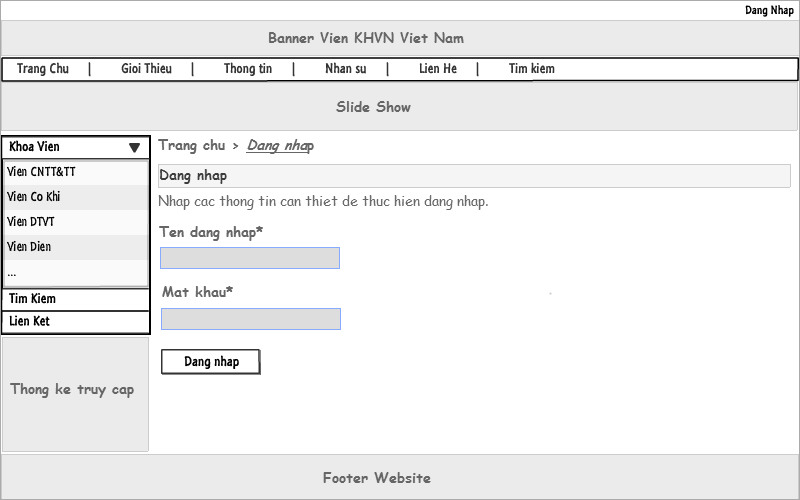 Dang Nhap
Banner Vien KHVN Viet Nam
Trang Chu | Gioi Thieu | Thong tin | Nhan su | Lien He | Tim kiem
Slide Show
Khoa Vien
Vien CNTT&TT
Vien Co Khi
Vien DTVT
Vien Dien
...
Tim Kiem
Lien Ket
Thong ke truy cap
Trang chu > Dang nhap
Dang nhap
Nhap cac thong tin can thiet de thuc hien dang nhap.
Ten dang nhap*
Mat khau*
Dang nhap
Footer Website